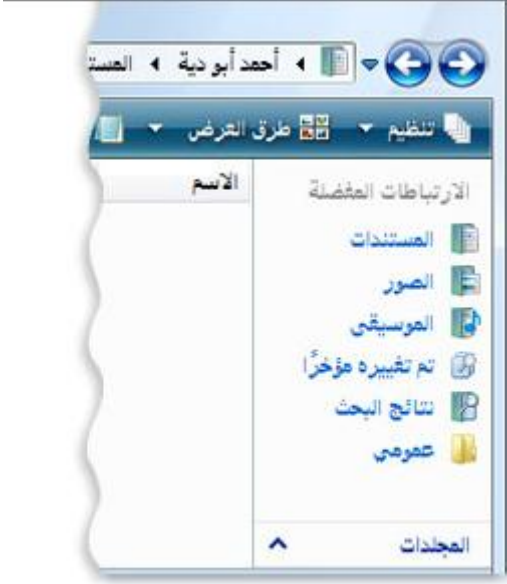 أحمد أبو دية المست
تنظيم طرق العرض
الارتباطات المفضلة
الاسم
المستندات
الصور
الموسيقى
تم تغييره مؤخرًا
نتائج البحث
عمومي
المجلدات